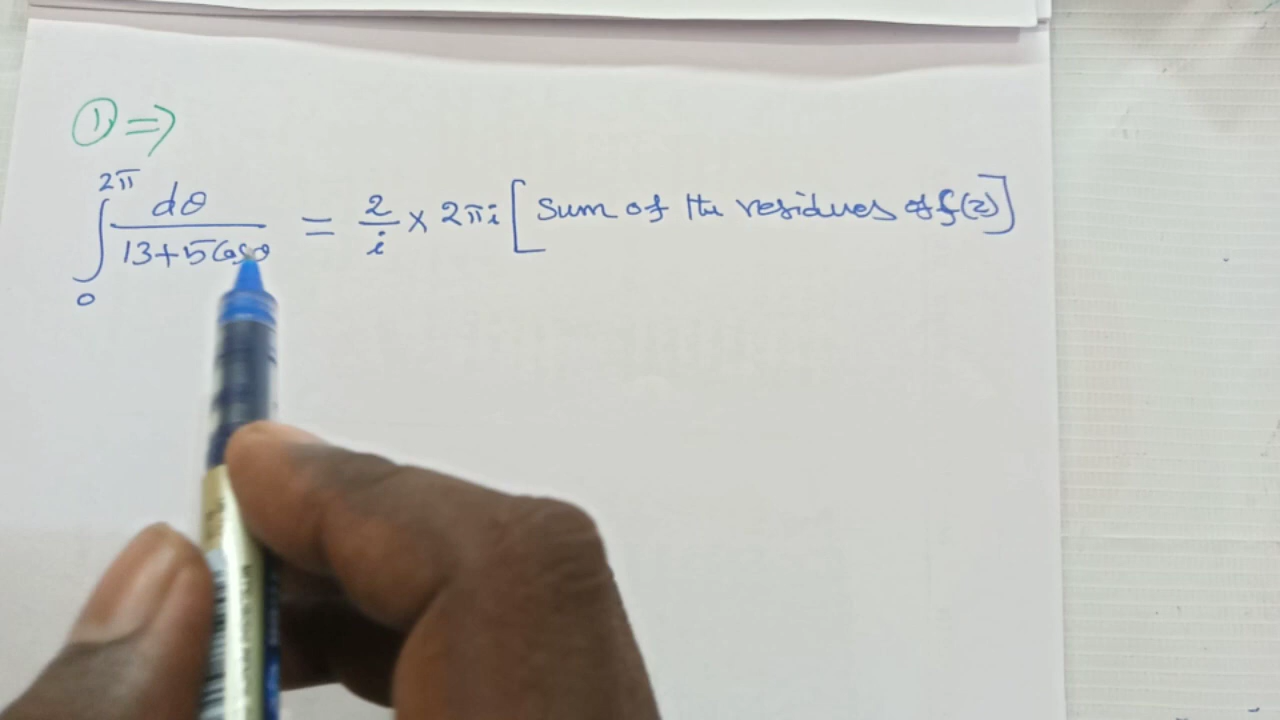 ① ⇒
∫₀^2π dθ / 13+5Cosθ = 2/i × 2πi [Sum of the residues of f(z)]